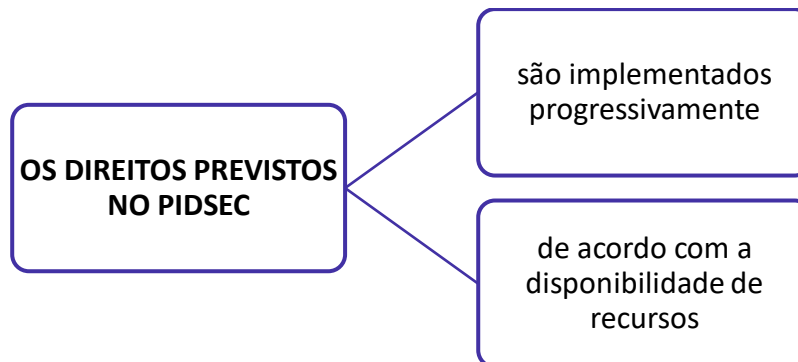 OS DIREITOS PREVISTOS
NO PIDSEC
são implementados
progressivamente
de acordo com a
disponibilidade de
recursos